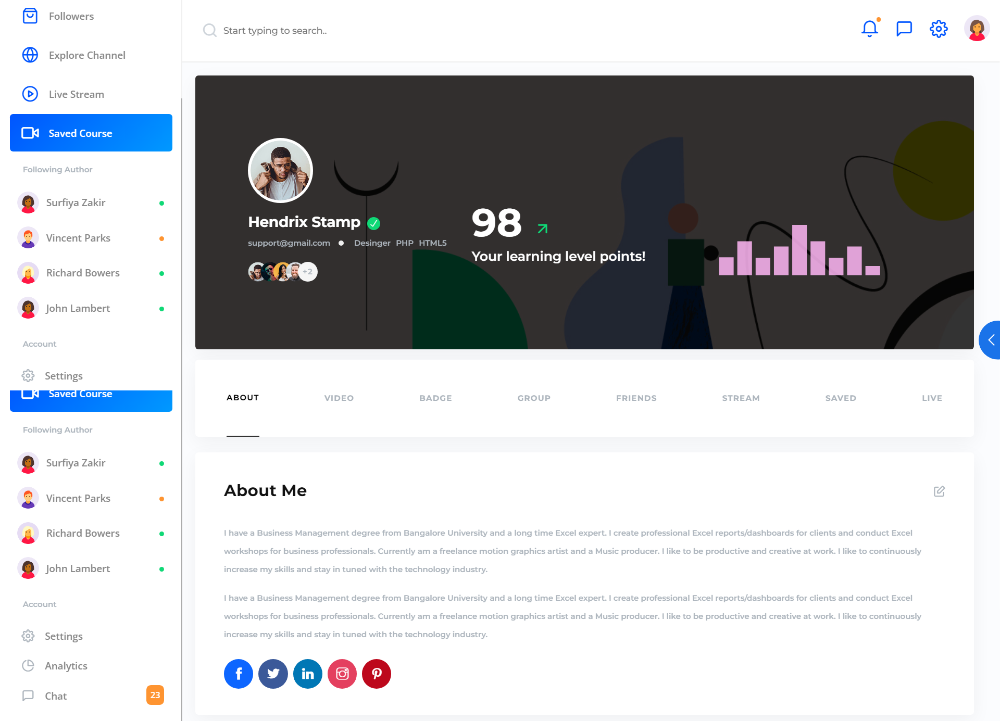 Followers
Explore Channel
Live Stream
Saved Course
Following Author
Surfiya Zakir
Vincent Parks
Richard Bowers
John Lambert
Account
Settings
Saved Course
Following Author
Surfiya Zakir
Vincent Parks
Richard Bowers
John Lambert
Account
Settings
Analytics
Chat 23
Start typing to search..
Hendrix Stamp
support@gmail.com Desinger PHP HTML5
+2
98
Your learning level points!
ABOUT VIDEO BADGE GROUP FRIENDS STREAM SAVED LIVE
About Me
I have a Business Management degree from Bangalore University and a long time Excel expert. I create professional Excel reports/dashboards for clients and conduct Excel
workshops for business professionals. Currently am a freelance motion graphics artist and a Music producer. I like to be productive and creative at work. I like to continuously
increase my skills and stay in tuned with the technology industry.
I have a Business Management degree from Bangalore University and a long time Excel expert. I create professional Excel reports/dashboards for clients and conduct Excel
workshops for business professionals. Currently am a freelance motion graphics artist and a Music producer. I like to be productive and creative at work. I like to continuously
increase my skills and stay in tuned with the technology industry.